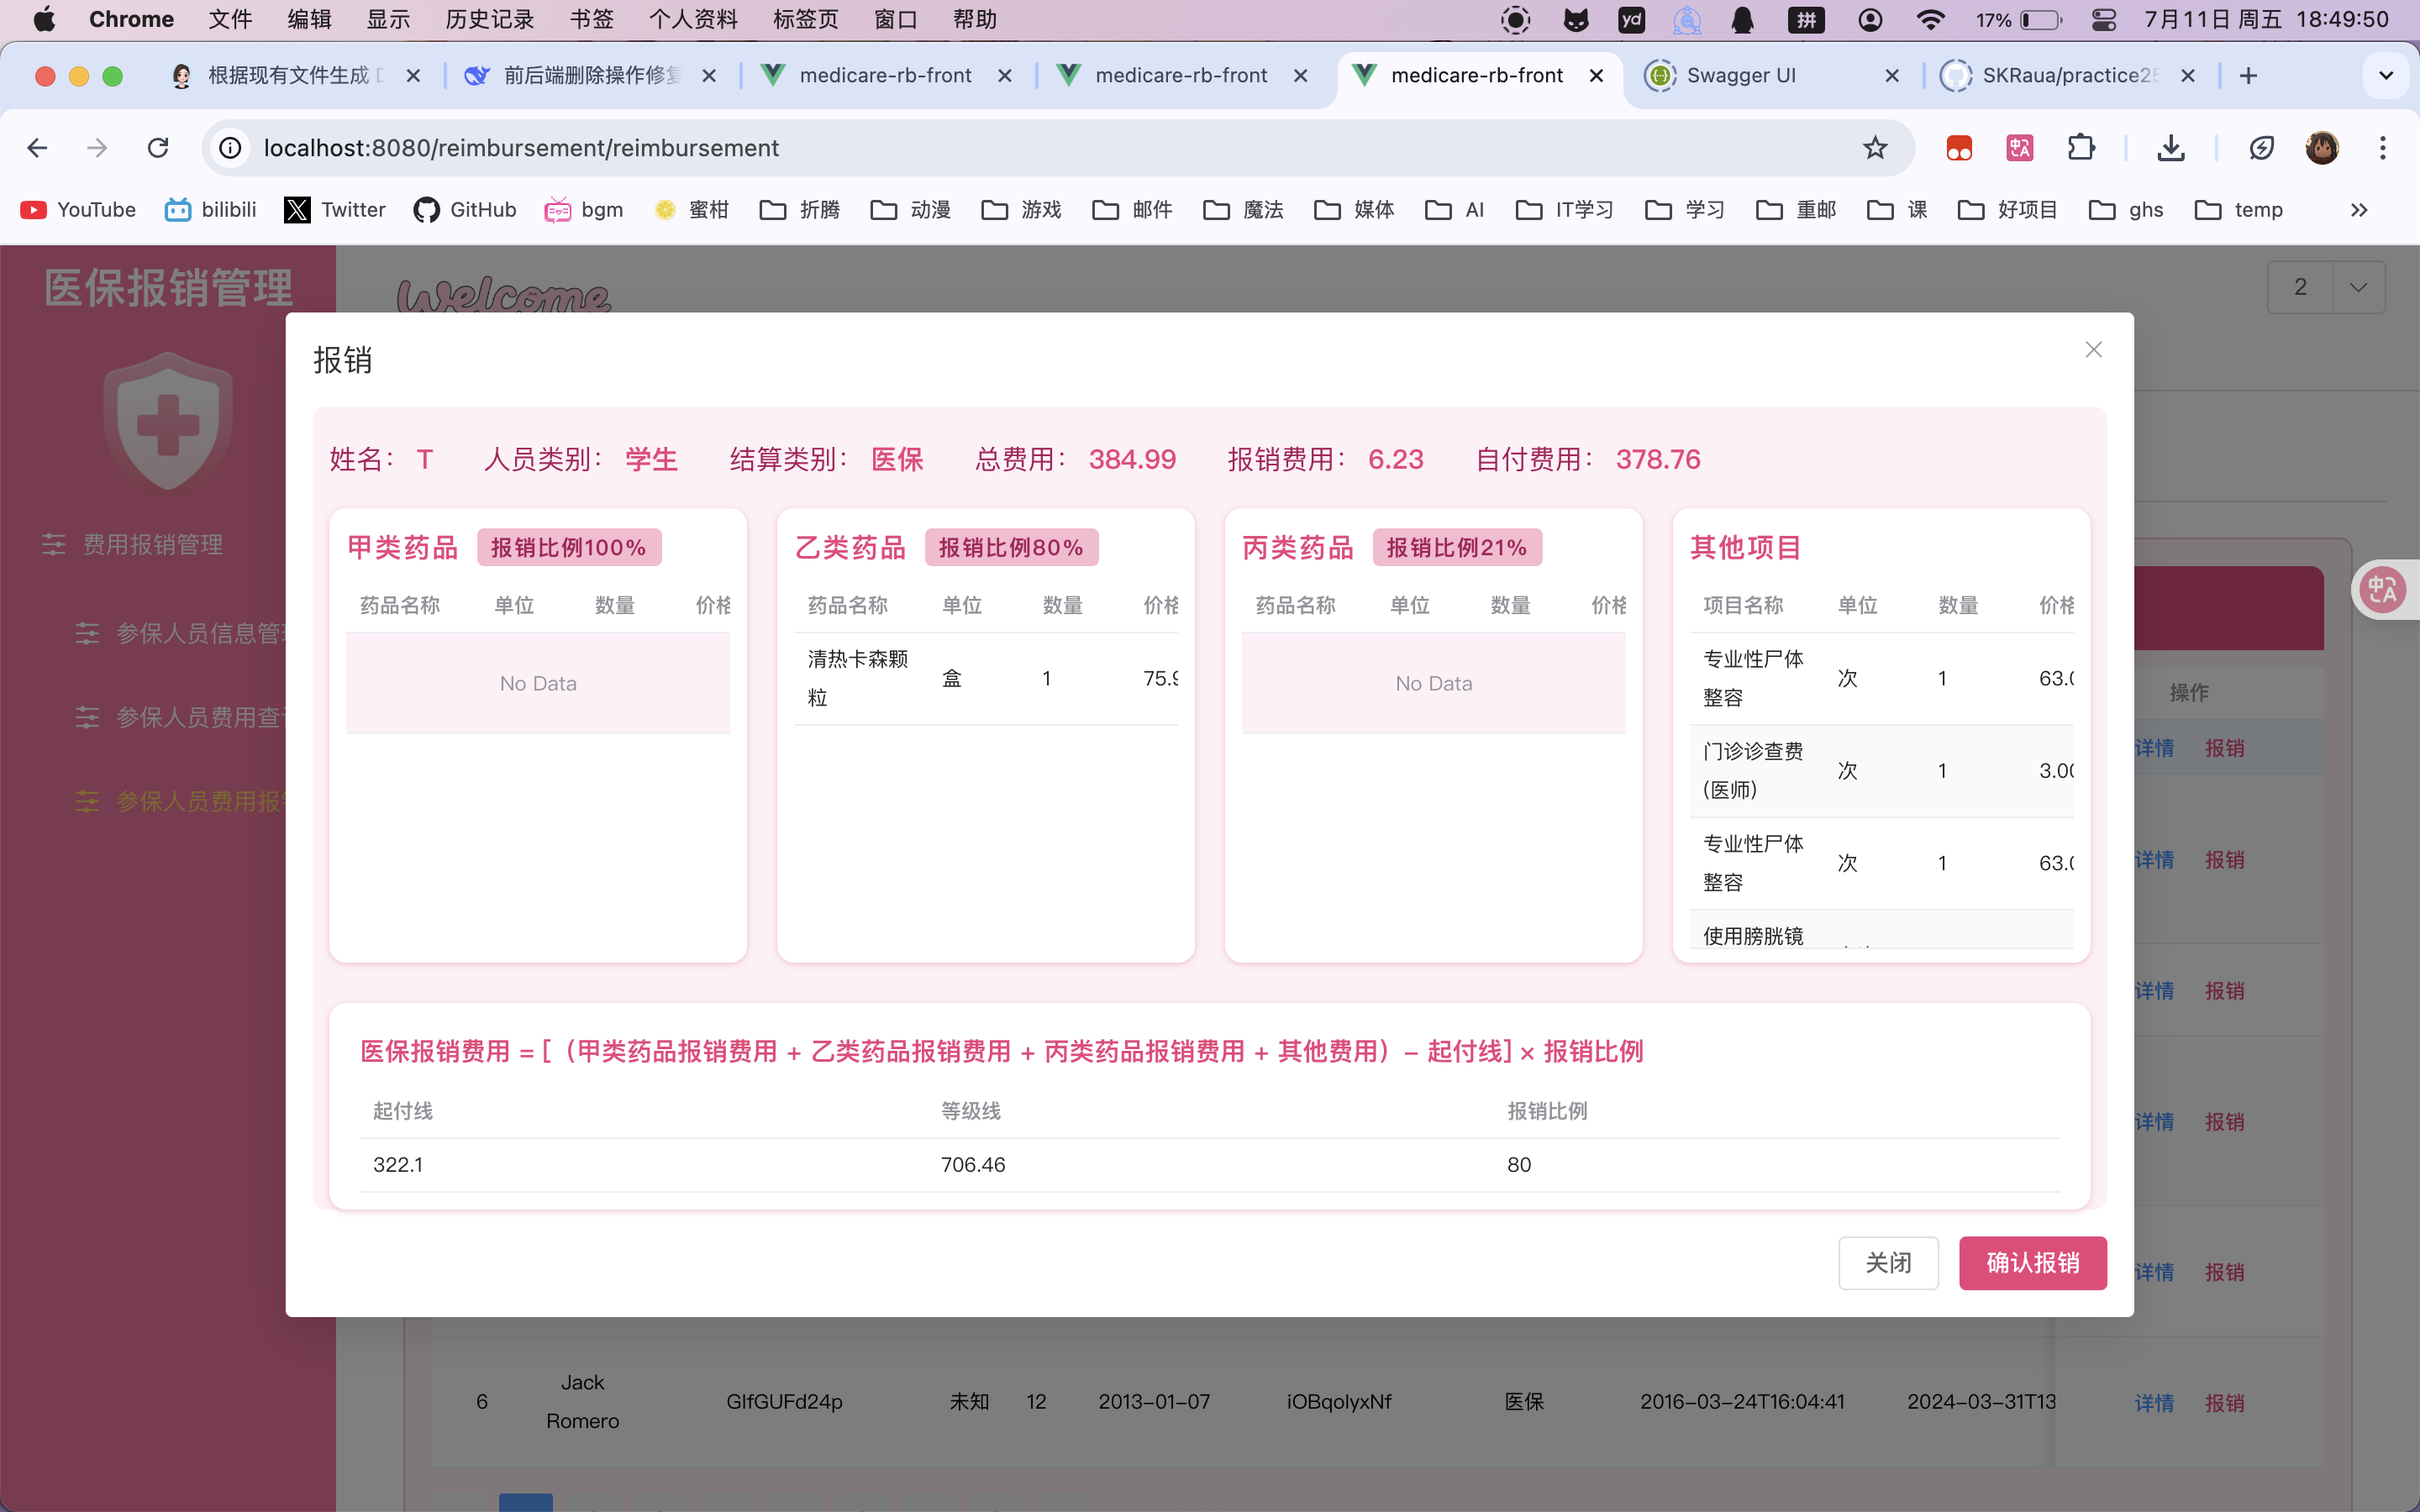 Chrome 文件 编辑 显示 历史记录 书签 个人资料 标签页 窗口 帮助 yd 拼 17% 7月11日 周五 18:49:50
根据现有文件生成 前后端删除操作修复 medicare-rb-front medicare-rb-front medicare-rb-front Swagger UI SKRaua/practice25
localhost:8080/reimbursement/reimbursement
YouTube bilibili Twitter GitHub bgm 蜜柑 折腾 动漫 游戏 邮件 魔法 媒体 AI IT学习 学习 重邮 课 好项目 ghs temp
医保报销管理
Welcome
2
费用报销管理
参保人员信息管
参保人员费用查
参保人员费用报
报销
姓名： T 人员类别： 学生 结算类别： 医保 总费用： 384.99 报销费用： 6.23 自付费用： 378.76
甲类药品 报销比例100%
药品名称 单位 数量 价格
No Data
乙类药品 报销比例80%
药品名称 单位 数量 价格
清热卡森颗粒 盒 1 75.9
丙类药品 报销比例21%
药品名称 单位 数量 价格
No Data
其他项目
项目名称 单位 数量 价格
专业性尸体整容 次 1 63.0
门诊诊查费(医师) 次 1 3.00
专业性尸体整容 次 1 63.0
使用膀胱镜
医保报销费用 = [（甲类药品报销费用 + 乙类药品报销费用 + 丙类药品报销费用 + 其他费用）- 起付线] × 报销比例
起付线 等级线 报销比例
322.1 706.46 80
关闭 确认报销
操作
详情 报销
详情 报销
详情 报销
详情 报销
详情 报销
6 Jack Romero GIfGUFd24p 未知 12 2013-01-07 iOBqolyxNf 医保 2016-03-24T16:04:41 2024-03-31T13 详情 报销